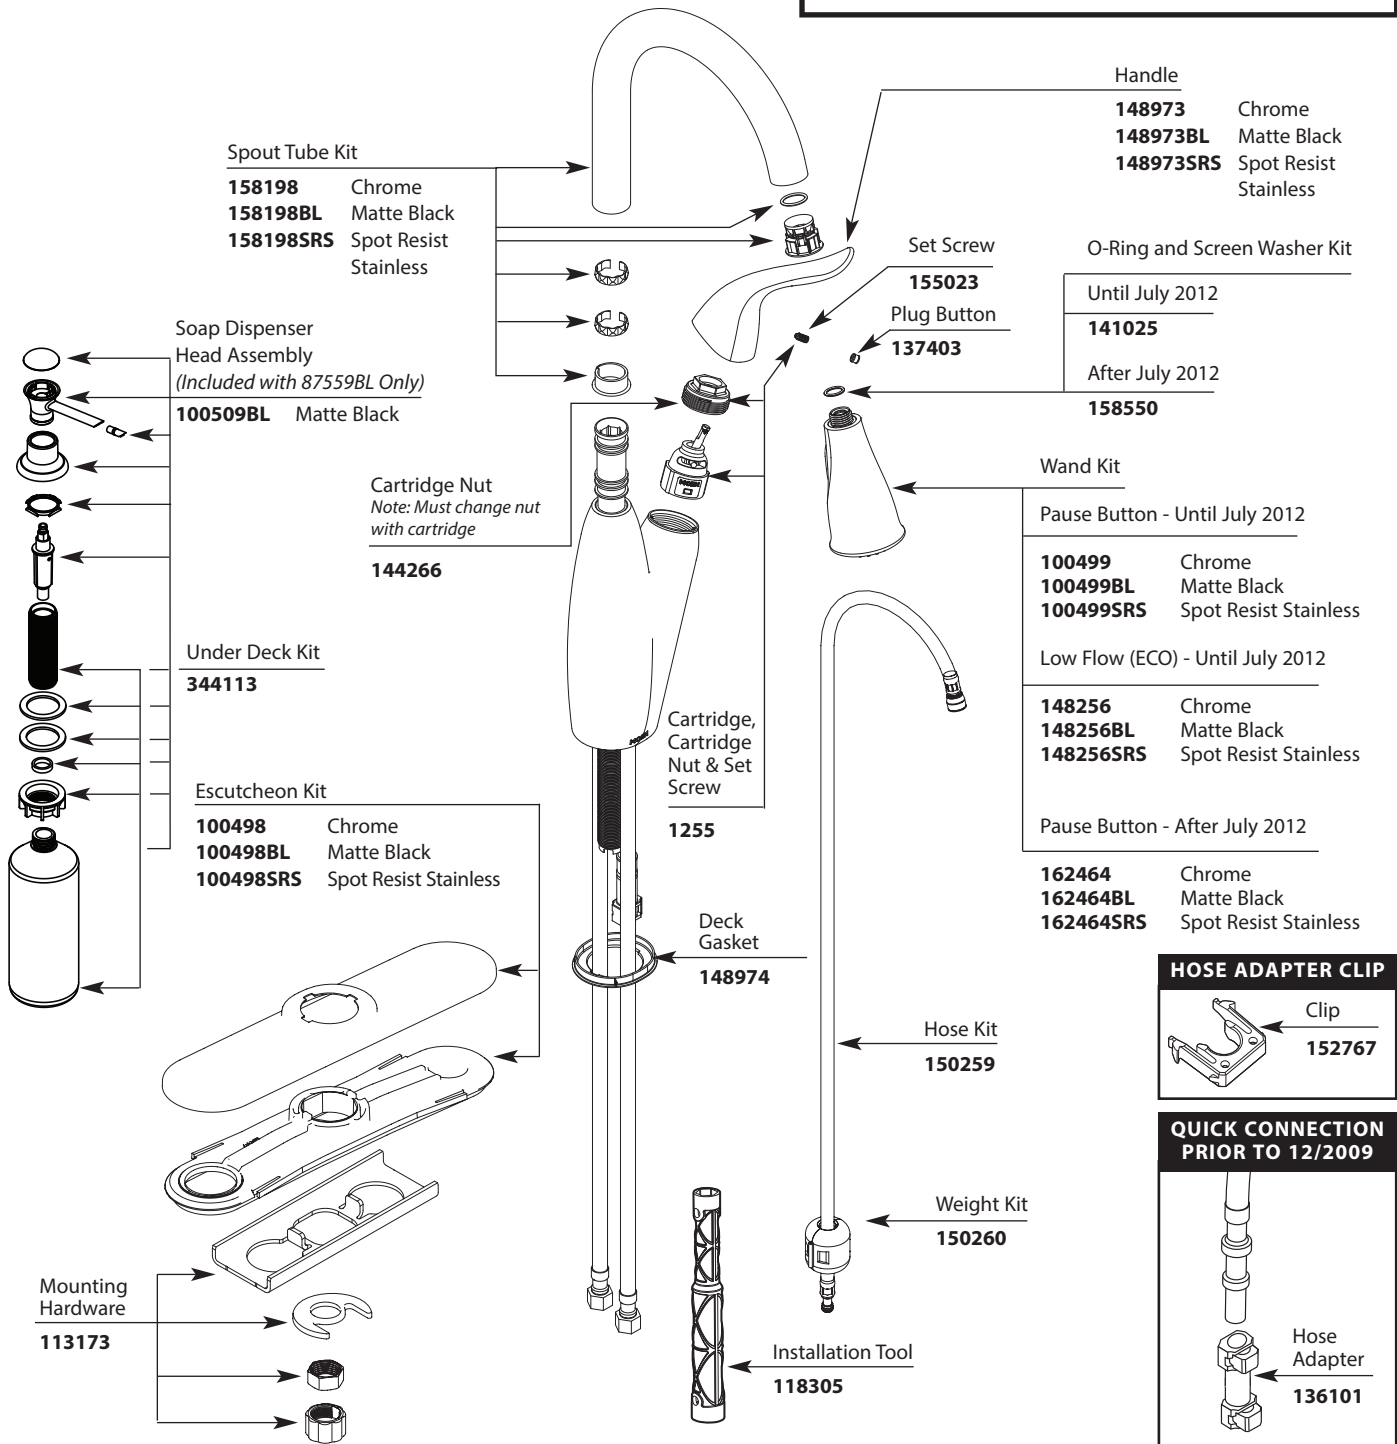 Handle
148973 Chrome
148973BL Matte Black
148973SRS Spot Resist
Stainless
Spout Tube Kit
158198 Chrome
158198BL Matte Black
158198SRS Spot Resist
Stainless
Set Screw
155023
Plug Button
137403
O-Ring and Screen Washer Kit
Until July 2012
141025
After July 2012
158550
Soap Dispenser
Head Assembly
(Included with 87559BL Only)
100509BL Matte Black
Cartridge Nut
Note: Must change nut
with cartridge
144266
Wand Kit
Pause Button - Until July 2012
100499 Chrome
100499BL Matte Black
100499SRS Spot Resist Stainless
Low Flow (ECO) - Until July 2012
148256 Chrome
148256BL Matte Black
148256SRS Spot Resist Stainless
Pause Button - After July 2012
162464 Chrome
162464BL Matte Black
162464SRS Spot Resist Stainless
Under Deck Kit
344113
Cartridge,
Cartridge
Nut & Set
Screw
1255
Escutcheon Kit
100498 Chrome
100498BL Matte Black
100498SRS Spot Resist Stainless
Deck
Gasket
148974
HOSE ADAPTER CLIP
Clip
152767
Hose Kit
150259
QUICK CONNECTION
PRIOR TO 12/2009
Hose
Adapter
136101
Weight Kit
150260
Mounting
Hardware
113173
Installation Tool
118305